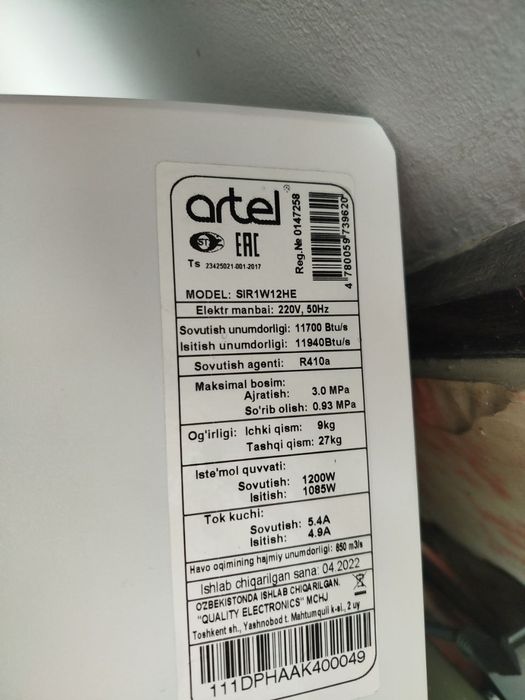 artel
Reg.№ 0147258
4 780059 739620
EAC
Ts 23425021-001-2017
MODEL: SIR1W12HE
Elektr manbai: 220V, 50Hz
Sovutish unumdorligi: 11700 Btu/s
Isitish unumdorligi: 11940Btu/s
Sovutish agenti: R410a
Maksimal bosim:
Ajratish: 3.0 MPa
So'rib olish: 0.93 MPa
Og'irligi: Ichki qism: 9kg
Tashqi qism: 27kg
Iste'mol quvvati:
Sovutish: 1200W
Isitish: 1085W
Tok kuchi:
Sovutish: 5.4A
Isitish: 4.9A
Havo oqimining hajmiy unumdorligi: 650 m3/s
Ishlab chiqarilgan sana: 04.2022
OZBEKISTONDA ISHLAB CHIQARILGAN.
"QUALITY ELECTRONICS" MCHJ
Toshkent sh., Yashnobod t. Mahtumquli k-si, 2 uy
111DPHAAK400049